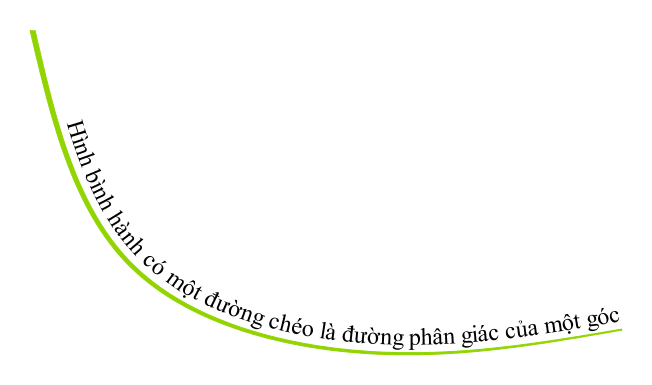 Hình bình hành có một đường chéo là đường phân giác của một góc